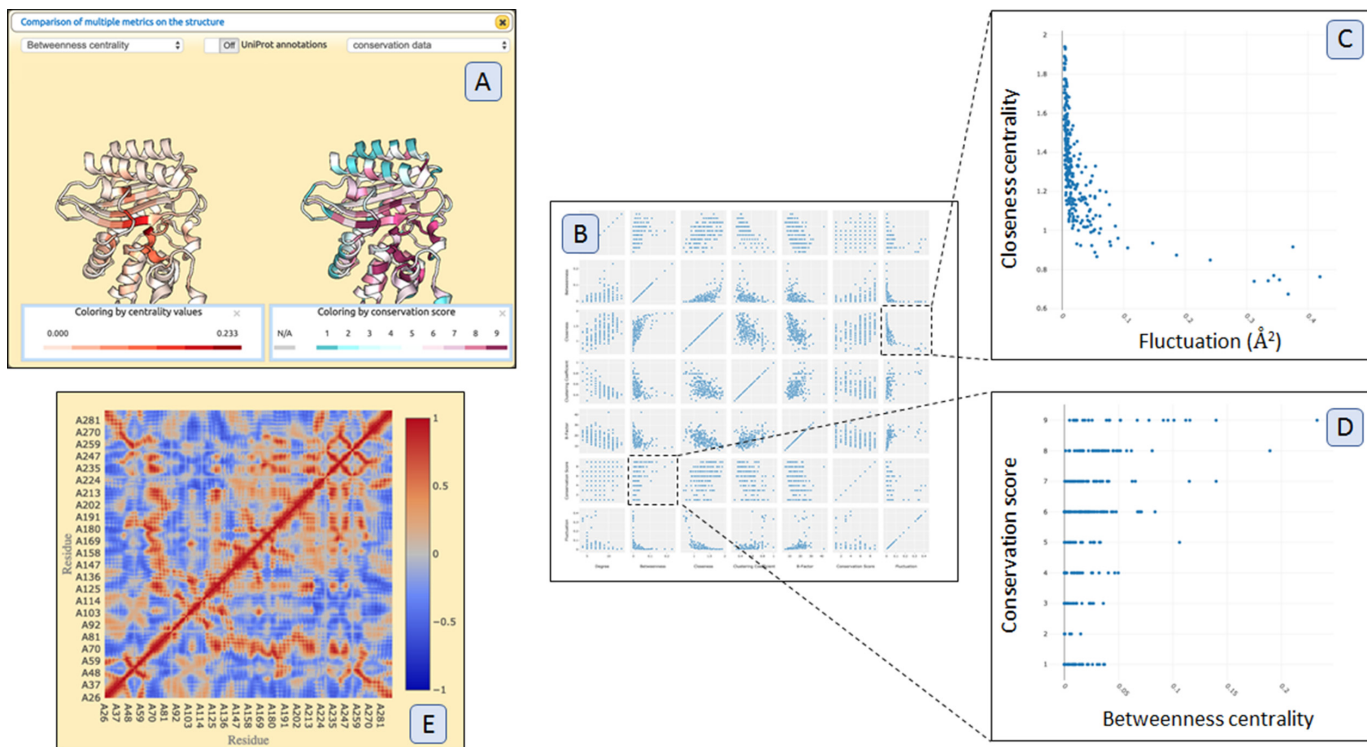 Comparison of multiple metrics on the structure
Betweenness centrality
Off
UniProt annotations
conservation data
A
Coloring by centrality values
0.000
0.233
Coloring by conservation score
N/A 1 2 3 4 5 6 7 8 9
B
Betweenness
Closeness
Clustering Coefficient
B-Factor
Conservation Score
Fluctuation
Degree Betweenness Closeness Clustering Coefficient B-Factor Conservation Score Fluctuation
C
Closeness centrality
2
1.8
1.6
1.4
1.2
1
0.8
0.6
0 0.1 0.2 0.3 0.4
Fluctuation (Å²)
D
Conservation score
9
8
7
6
5
4
3
2
1
0 0.05 0.1 0.15 0.2
Betweenness centrality
Residue
A281
A270
A259
A247
A235
A224
A213
A202
A191
A180
A169
A158
A147
A136
A125
A114
A103
A92
A81
A70
A59
A48
A37
A26
A26 A37 A48 A59 A70 A81 A92 A103 A114 A125 A136 A147 A158 A169 A180 A191 A202 A213 A224 A235 A247 A259 A270 A281
Residue
1
0.5
0
−0.5
−1
E